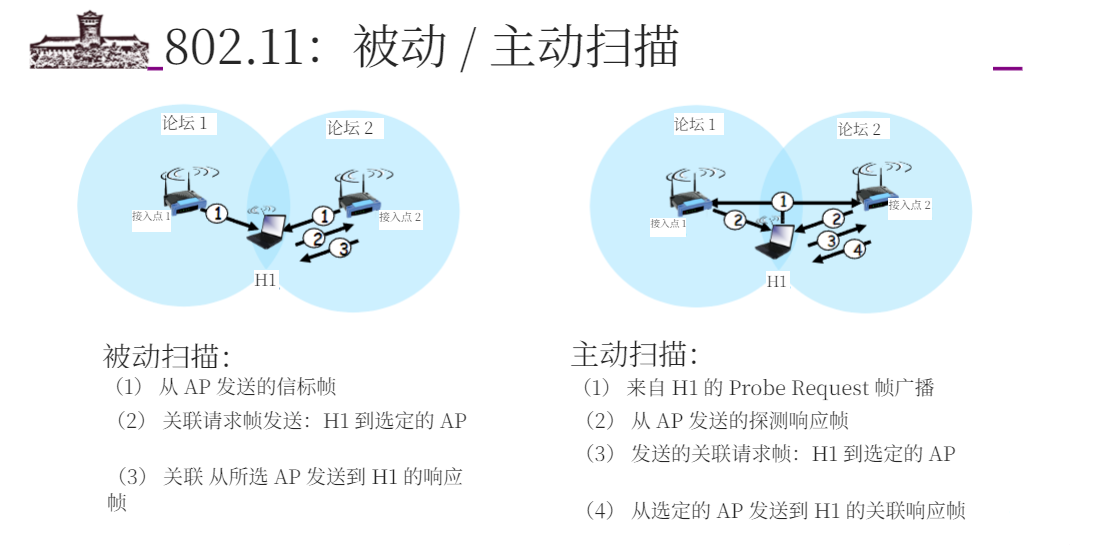 802.11：被动 / 主动扫描
论坛 1
论坛 2
接入点 1
接入点 2
1
1
2
3
H1
论坛 1
论坛 2
接入点 1
接入点 2
1
2
2
3
4
H1
被动扫描：
（1） 从 AP 发送的信标帧
（2） 关联请求帧发送：H1 到选定的 AP
（3） 关联 从所选 AP 发送到 H1 的响应
帧
主动扫描：
（1） 来自 H1 的 Probe Request 帧广播
（2） 从 AP 发送的探测响应帧
（3） 发送的关联请求帧：H1 到选定的 AP
（4） 从选定的 AP 发送到 H1 的关联响应帧